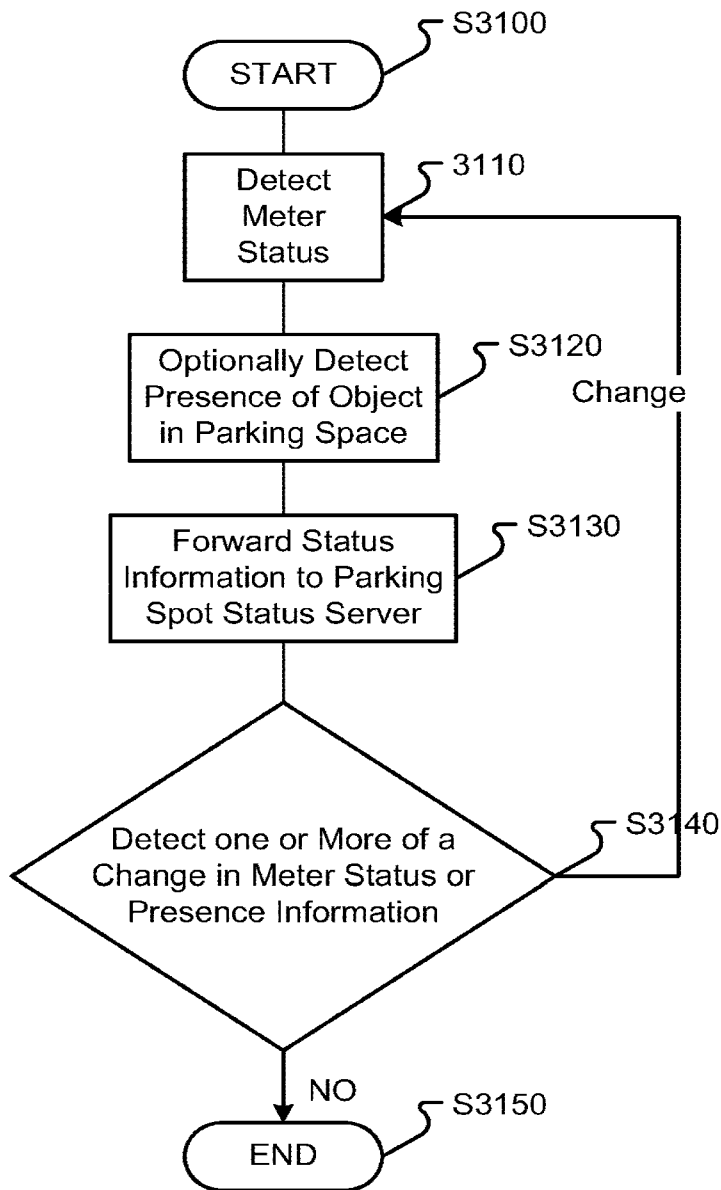 S3100
START
3110
Detect
Meter
Status
S3120
Optionally Detect
Presence of Object
in Parking Space
Change
S3130
Forward Status
Information to Parking
Spot Status Server
S3140
Detect one or More of a
Change in Meter Status or
Presence Information
NO
S3150
END